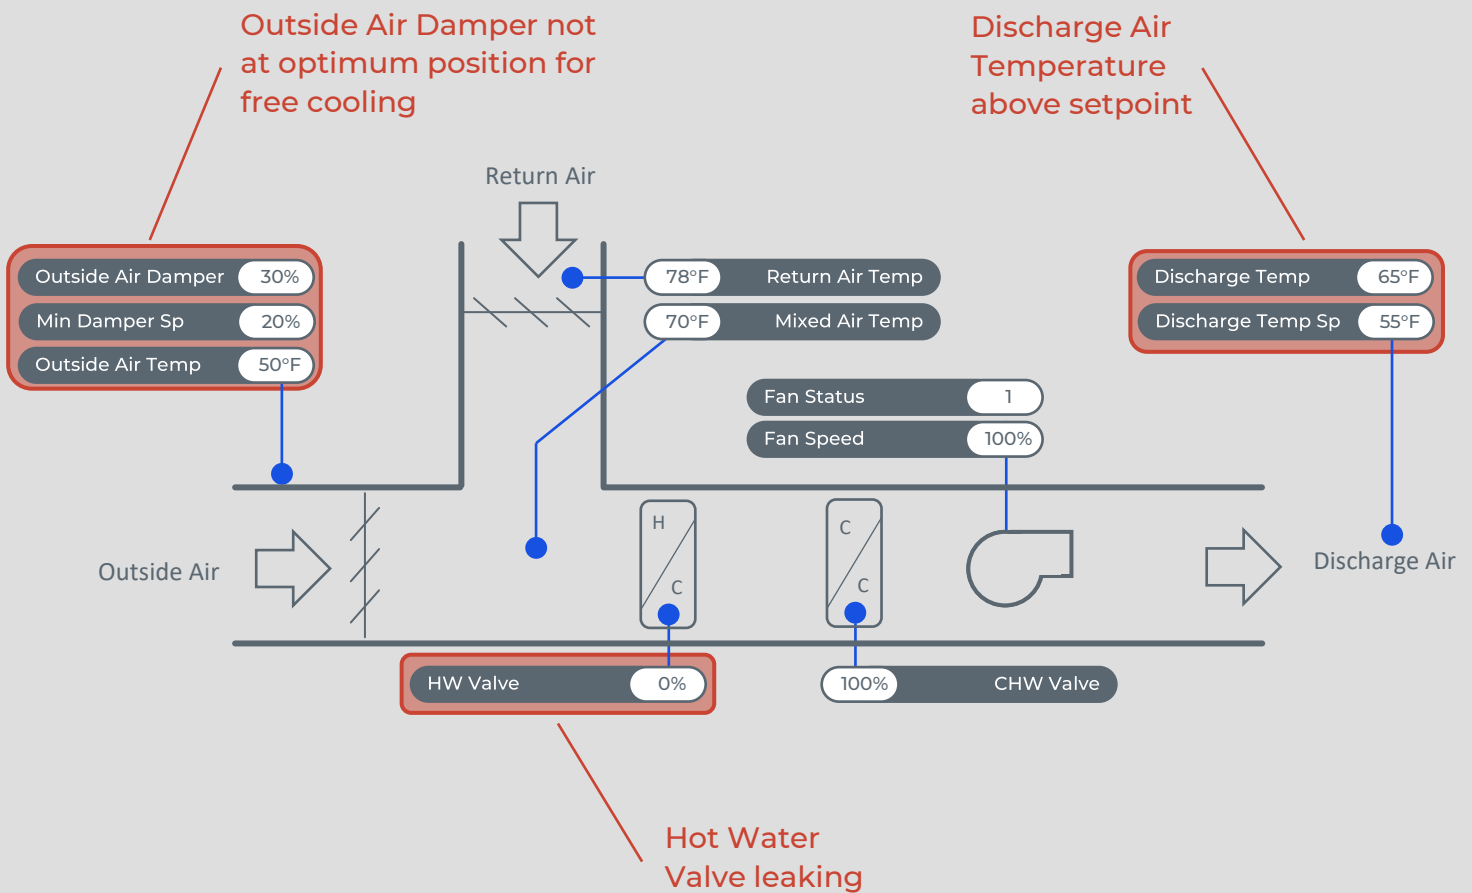 Outside Air Damper not
at optimum position for
free cooling
Discharge Air
Temperature
above setpoint
Return Air
Outside Air Damper 30%
Min Damper Sp 20%
Outside Air Temp 50°F
78°F Return Air Temp
70°F Mixed Air Temp
Discharge Temp 65°F
Discharge Temp Sp 55°F
Fan Status 1
Fan Speed 100%
H
C
C
C
Outside Air
Discharge Air
HW Valve 0%
100% CHW Valve
Hot Water
Valve leaking